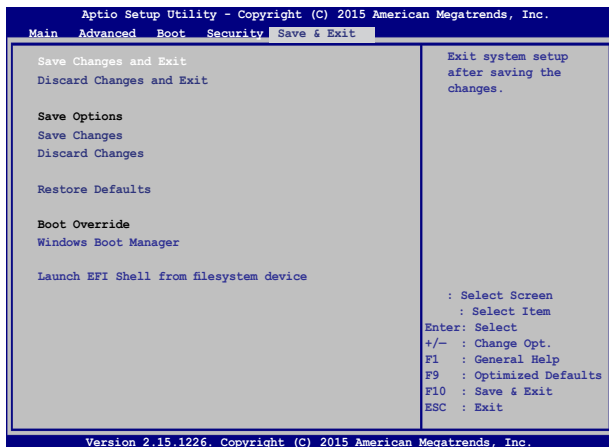 Aptio Setup Utility - Copyright (C) 2015 American Megatrends, Inc.
Main Advanced Boot Security Save & Exit
Save Changes and Exit
Discard Changes and Exit
Save Options
Save Changes
Discard Changes
Restore Defaults
Boot Override
Windows Boot Manager
Launch EFI Shell from filesystem device
Exit system setup
after saving the
changes.
: Select Screen
: Select Item
Enter: Select
+/— : Change Opt.
F1 : General Help
F9 : Optimized Defaults
F10 : Save & Exit
ESC : Exit
Version 2.15.1226. Copyright (C) 2015 American Megatrends, Inc.